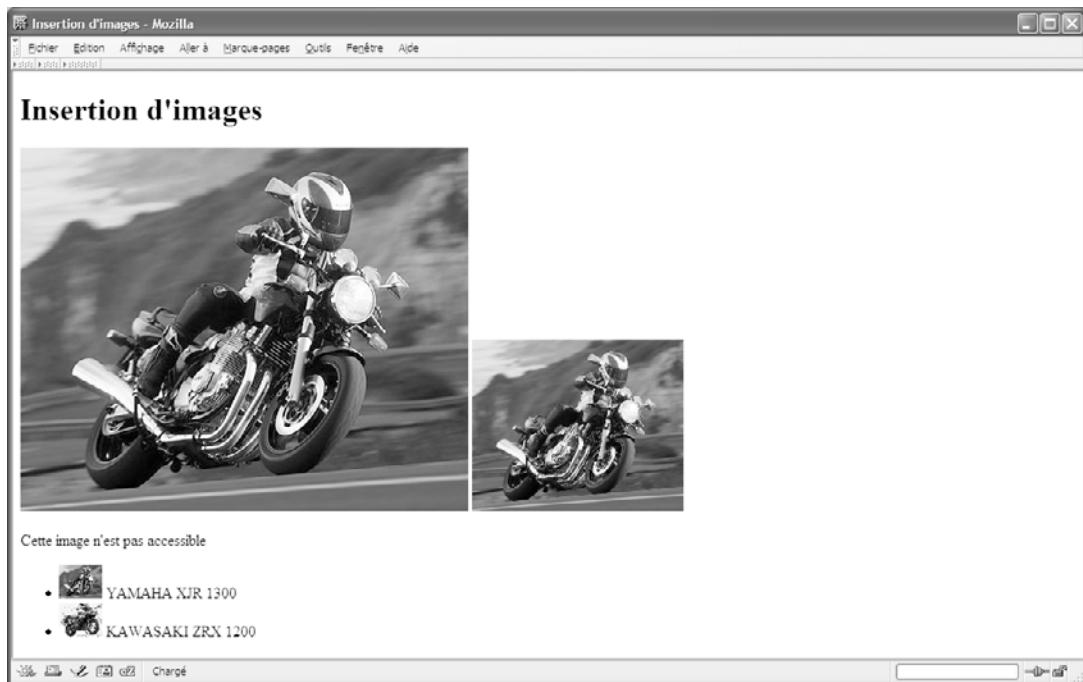 Insertion d'images - Mozilla
Fichier Edition Affichage Aller à Marque-pages Outils Fenêtre Aide
Insertion d'images
Cette image n'est pas accessible
YAMAHA XJR 1300
KAWASAKI ZRX 1200
Chargé